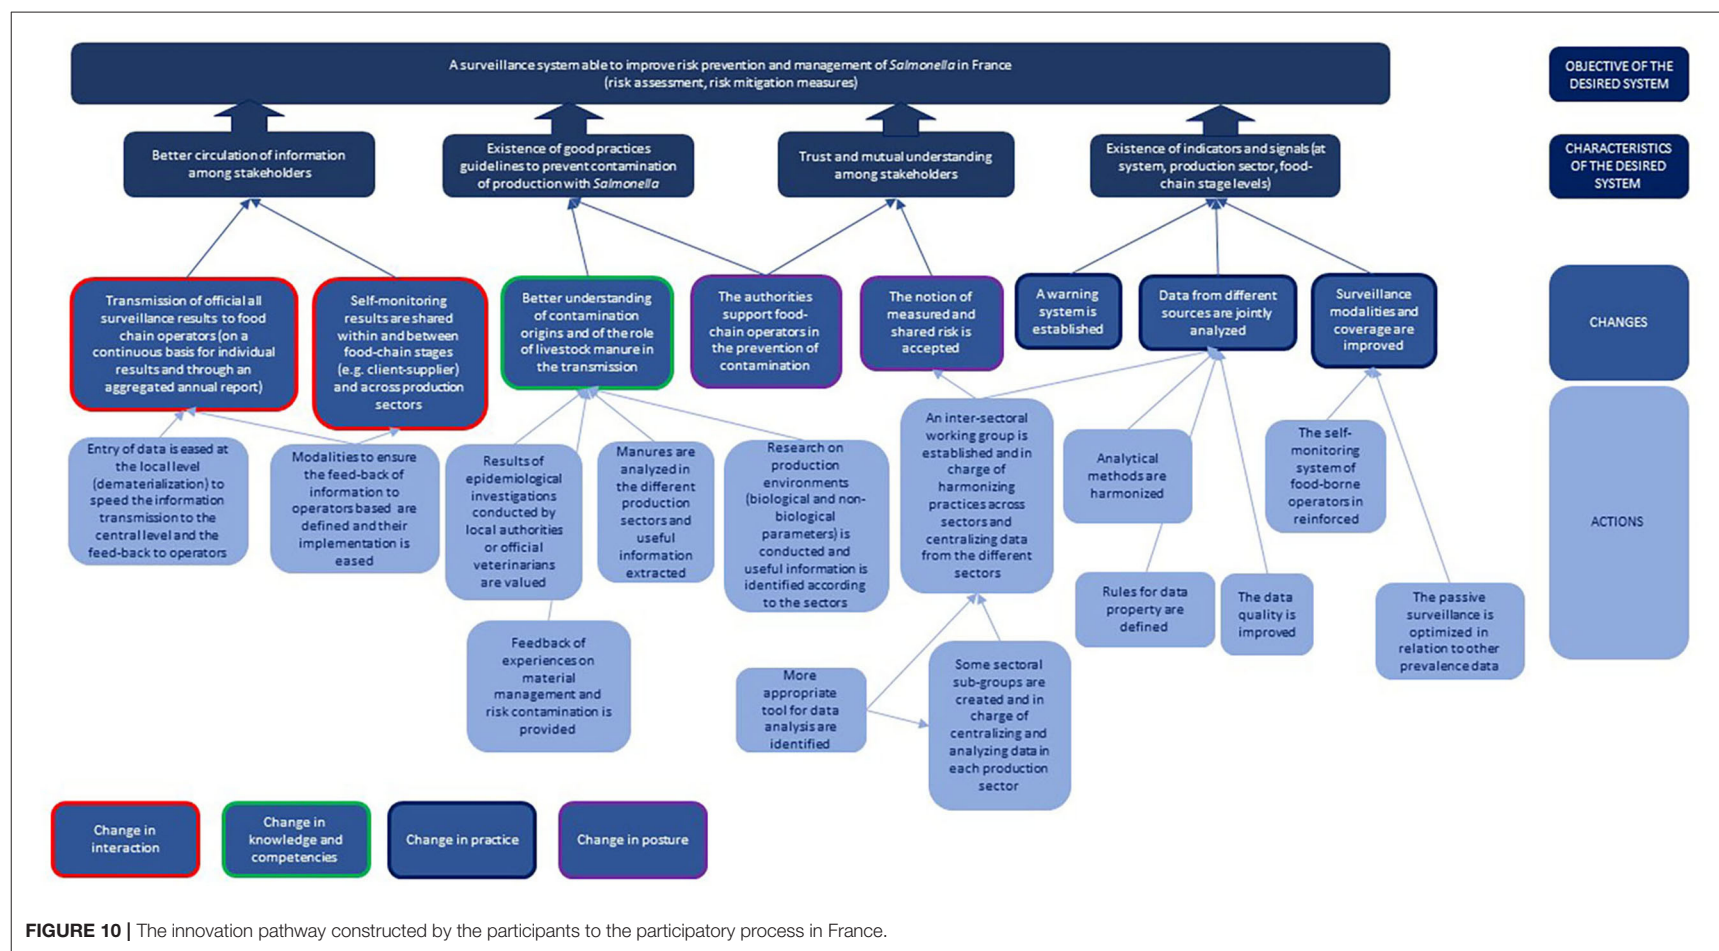 A surveillance system able to improve risk prevention and management of Salmonella in France
(risk assessment, risk mitigation measures)
OBJECTIVE OF THE
DESIRED SYSTEM
Better circulation of information
among stakeholders
Existence of good practices
guidelines to prevent contamination
of production with Salmonella
Trust and mutual understanding
among stakeholders
Existence of indicators and signals (at
system, production sector, food-
chain stage levels)
CHARACTERISTICS
OF THE DESIRED
SYSTEM
Transmission of official all
surveillance results to food
chain operators (on a
continuous basis for individual
results and through an
aggregated annual report)
Self-monitoring
results are shared
within and between
food-chain stages
(e.g. client-supplier)
and across production
sectors
Better understanding
of contamination
origins and of the role
of livestock manure in
the transmission
The authorities
support food-
chain operators in
the prevention of
contamination
The notion of
measured and
shared risk is
accepted
A warning
system is
established
Data from different
sources are jointly
analyzed
Surveillance
modalities and
coverage are
improved
CHANGES
Entry of data is eased at
the local level
(dematerialization) to
speed the information
transmission to the
central level and the
feed-back to operators
Modalities to ensure
the feed-back of
information to
operators based are
defined and their
implementation is
eased
Results of
epidemiological
investigations
conducted by
local authorities
or official
veterinarians
are valued
Manures are
analyzed in
the different
production
sectors and
useful
information
extracted
Research on
production
environments
(biological and non-
biological
parameters) is
conducted and
useful information is
identified according
to the sectors
An inter-sectoral
working group is
established and in
charge of
harmonizing
practices across
sectors and
centralizing data
from the different
sectors
Analytical
methods are
harmonized
The self-
monitoring
system of
food-borne
operators in
reinforced
ACTIONS
Rules for data
property are
defined
The data
quality is
improved
The passive
surveillance is
optimized in
relation to other
prevalence data
Feedback of
experiences on
material
management and
risk contamination is
provided
More
appropriate
tool for data
analysis are
identified
Some sectoral
sub-groups are
created and in
charge of
centralizing and
analyzing data in
each production
sector
Change in
interaction
Change in
knowledge and
competencies
Change in practice
Change in posture
FIGURE 10 | The innovation pathway constructed by the participants to the participatory process in France.